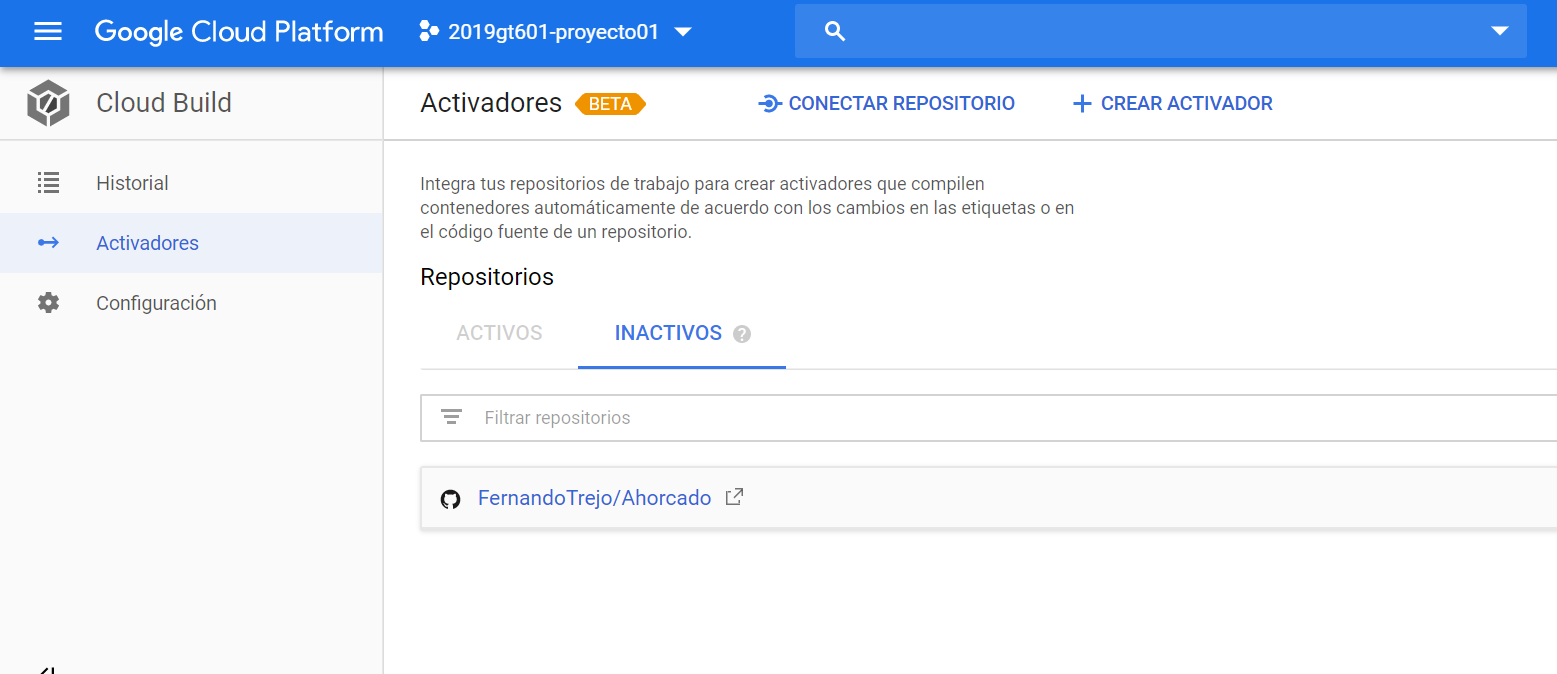 Google Cloud Platform
2019gt601-proyecto01
Cloud Build
Activadores
BETA
CONECTAR REPOSITORIO
CREAR ACTIVADOR
Historial
Activadores
Configuración
Integra tus repositorios de trabajo para crear activadores que compilen
contenedores automáticamente de acuerdo con los cambios en las etiquetas o en
el código fuente de un repositorio.
Repositorios
ACTIVOS
INACTIVOS
?
Filtrar repositorios
FernandoTrejo/Ahorcado